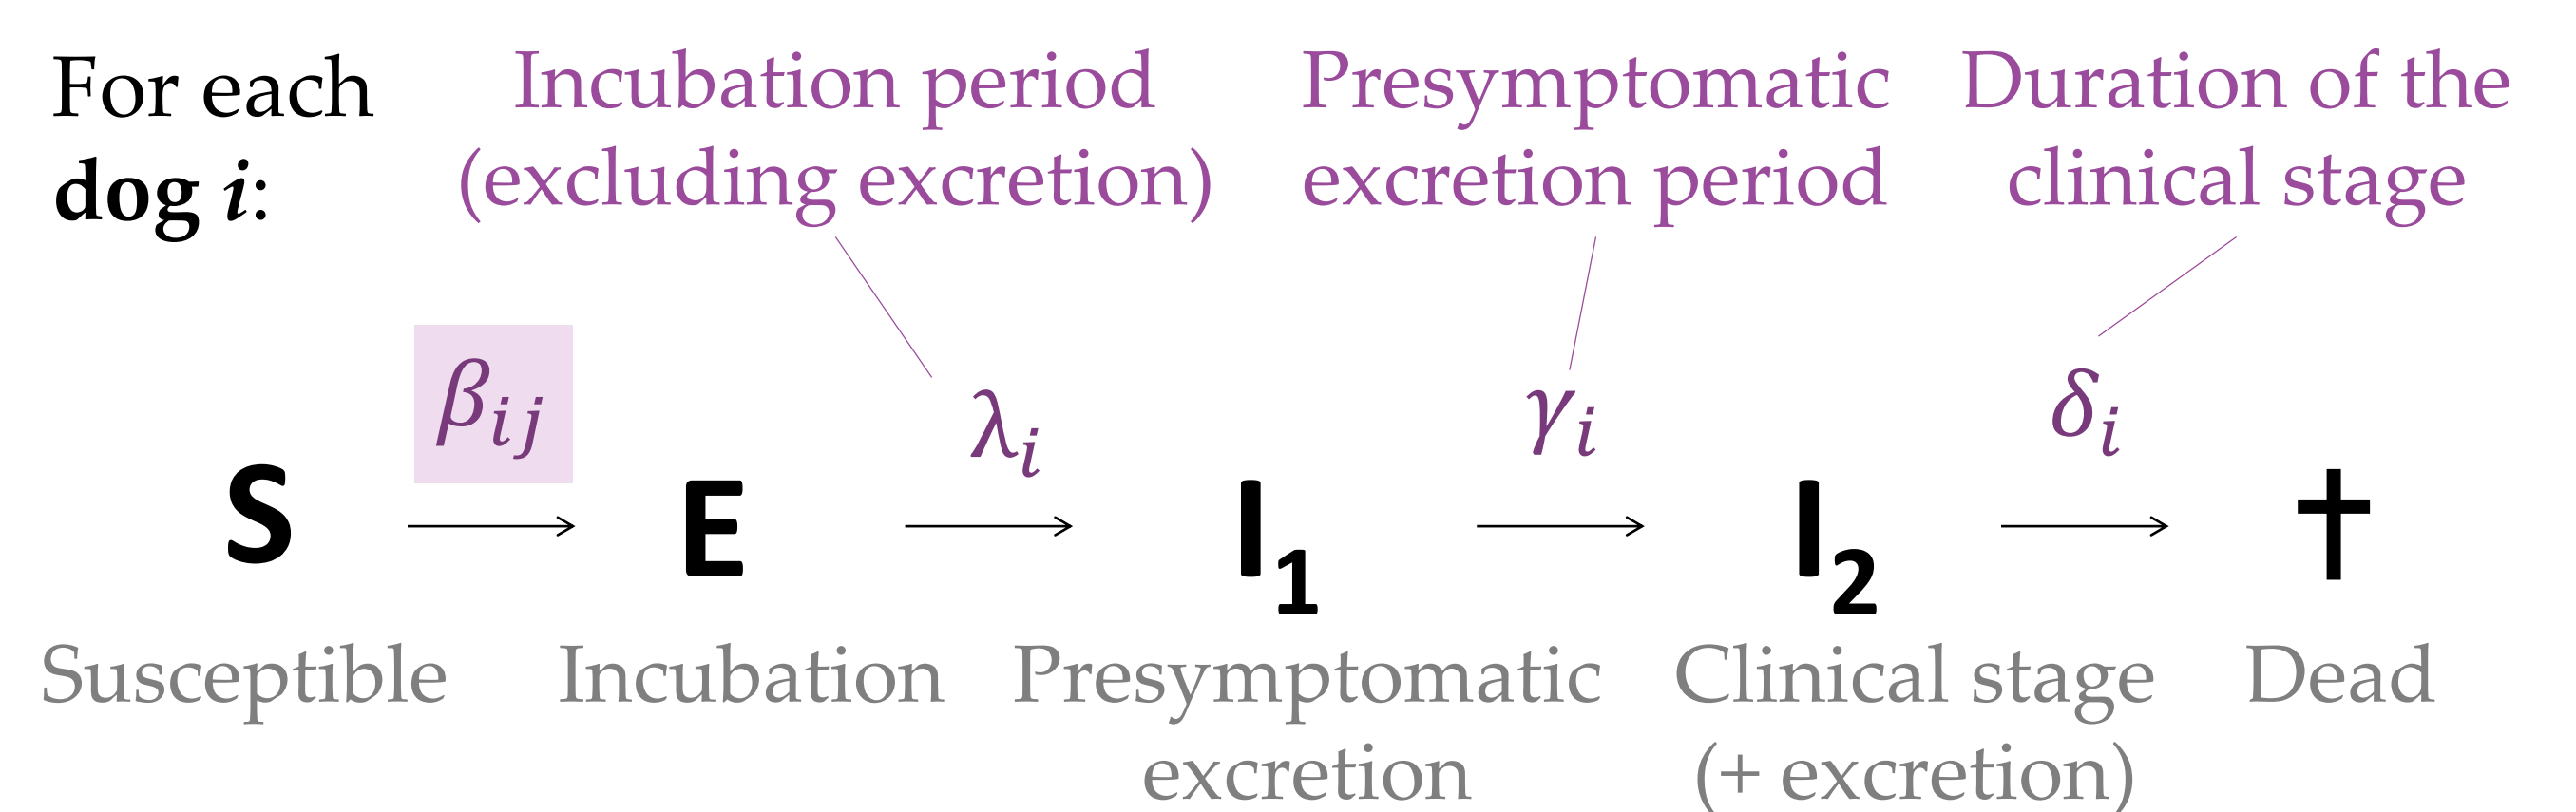 For each
dog i:
Incubation period
(excluding excretion)
Presymptomatic
excretion period
Duration of the
clinical stage
βij
λi
γi
δi
S
E
I1
I2
†
Susceptible
Incubation
Presymptomatic
excretion
Clinical stage
(+ excretion)
Dead